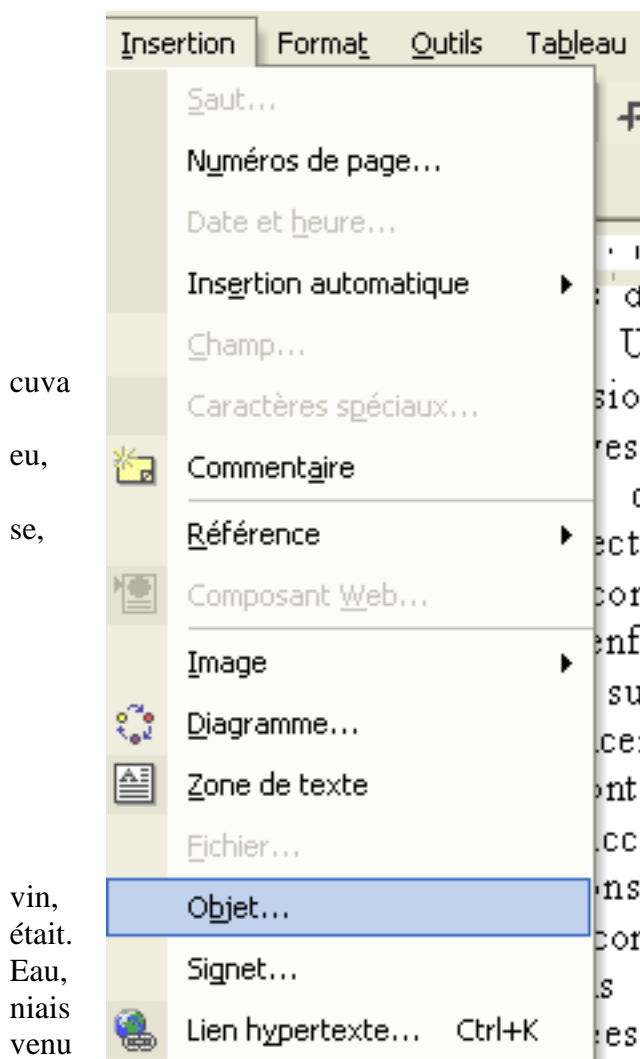 Insertion Format Outils Tableau
Saut...
Numéros de page...
Date et heure...
Insertion automatique
Champ...
cuva
Caractères spéciaux...
eu,
Commentaire
se,
Référence
Composant Web...
Image
Diagramme...
Zone de texte
Fichier...
vin,
Objet...
était.
Eau,
Signet...
niais
Lien hypertexte... Ctrl+K
venu